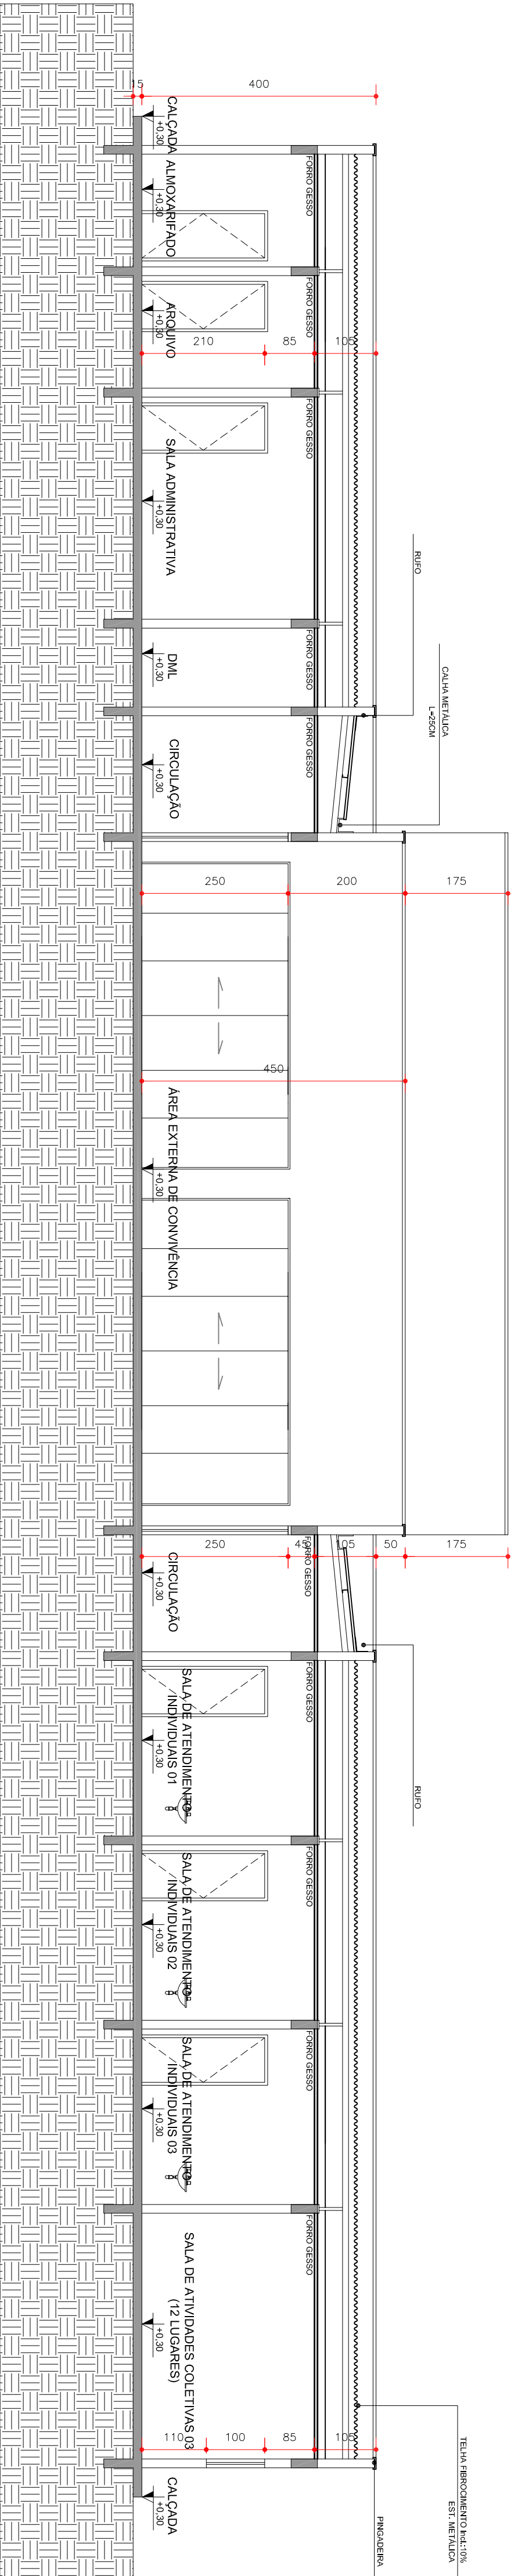 15
400
CALÇADA
+0,30
ALMOXARIFADO
+0,30
FORRO GESSO
ARQUIVO
+0,30
FORRO GESSO
210
85
105
SALA ADMINISTRATIVA
+0,30
FORRO GESSO
RUFO
DML
+0,30
FORRO GESSO
CALHA METÁLICA
L=25CM
CIRCULAÇÃO
+0,30
FORRO GESSO
250
200
175
450
ÁREA EXTERNA DE CONVIVÊNCIA
+0,30
250
45
105
50
175
FORRO GESSO
CIRCULAÇÃO
+0,30
RUFO
SALA DE ATENDIMENTO
INDIVIDUAIS 01
+0,30
FORRO GESSO
SALA DE ATENDIMENTO
INDIVIDUAIS 02
+0,30
FORRO GESSO
SALA DE ATENDIMENTO
INDIVIDUAIS 03
+0,30
FORRO GESSO
SALA DE ATIVIDADES COLETIVAS 03
(12 LUGARES)
+0,30
FORRO GESSO
110
100
85
105
TELHA FIBROCIMENTO Incl.:10%
EST. METÁLICA
PINGADEIRA
CALÇADA
+0,30